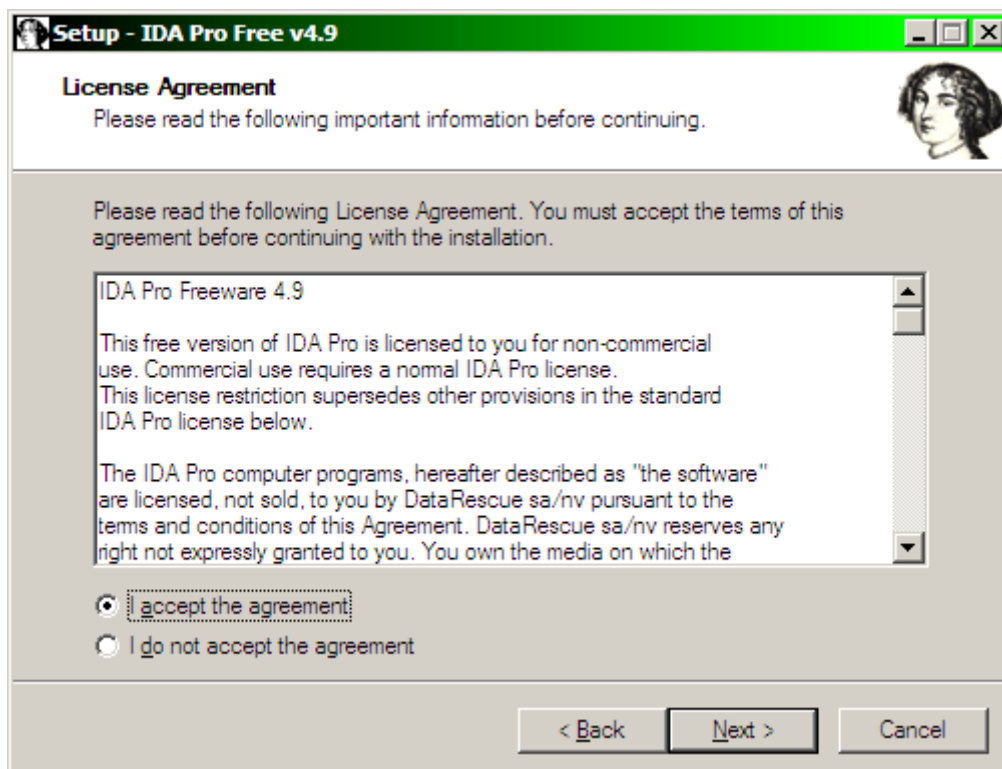 Setup - IDA Pro Free v4.9
License Agreement
Please read the following important information before continuing.
Please read the following License Agreement. You must accept the terms of this
agreement before continuing with the installation.
IDA Pro Freeware 4.9
This free version of IDA Pro is licensed to you for non-commercial
use. Commercial use requires a normal IDA Pro license.
This license restriction supersedes other provisions in the standard
IDA Pro license below.
The IDA Pro computer programs, hereafter described as "the software"
are licensed, not sold, to you by DataRescue sa/nv pursuant to the
terms and conditions of this Agreement. DataRescue sa/nv reserves any
right not expressly granted to you. You own the media on which the
I accept the agreement
I do not accept the agreement
< Back
Next >
Cancel